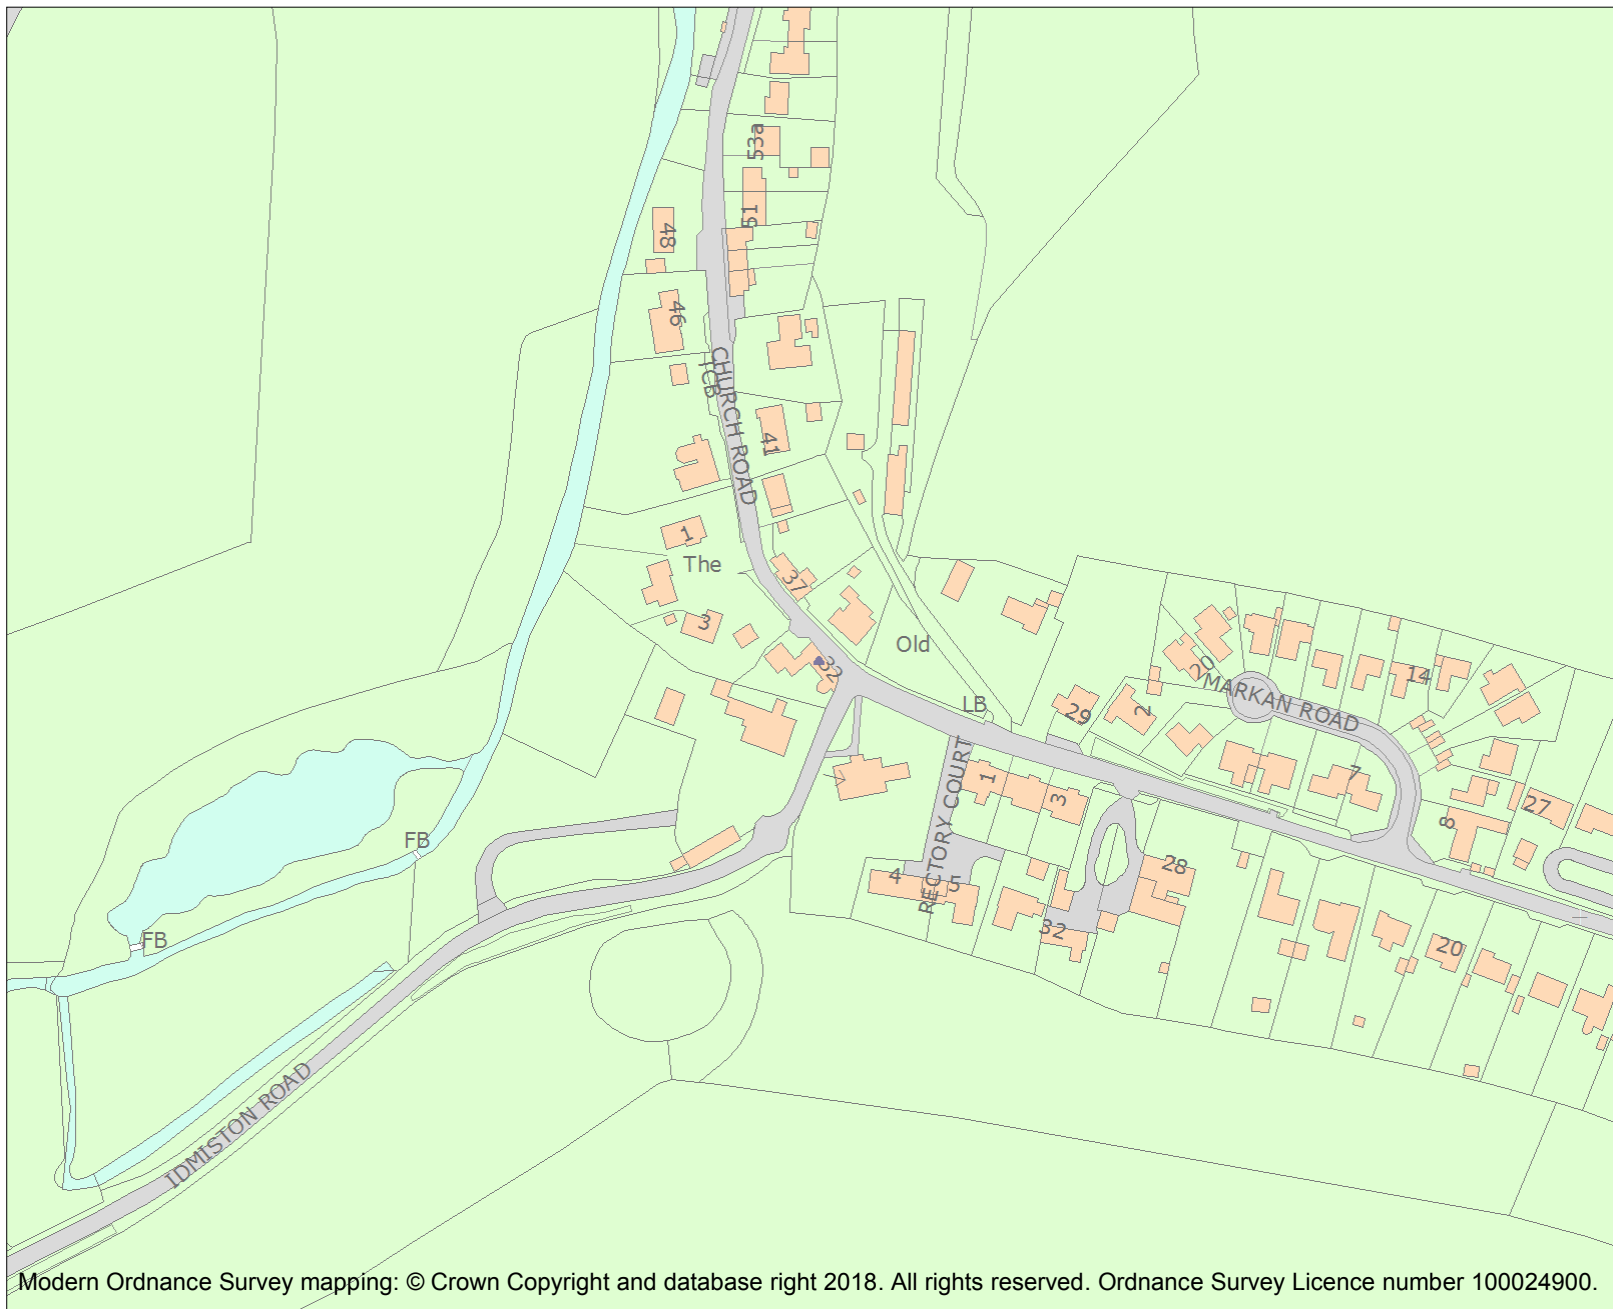 53a
51
48
46
CHURCH ROAD
TCB
41
1
The
37
3
Old
32
20
MARKAN ROAD
14
LB
29
2
RECTORY COURT
1
3
7
27
8
FB
4
5
28
32
20
FB
IDMISTON ROAD
Modern Ordnance Survey mapping: © Crown Copyright and database right 2018. All rights reserved. Ordnance Survey Licence number 100024900.